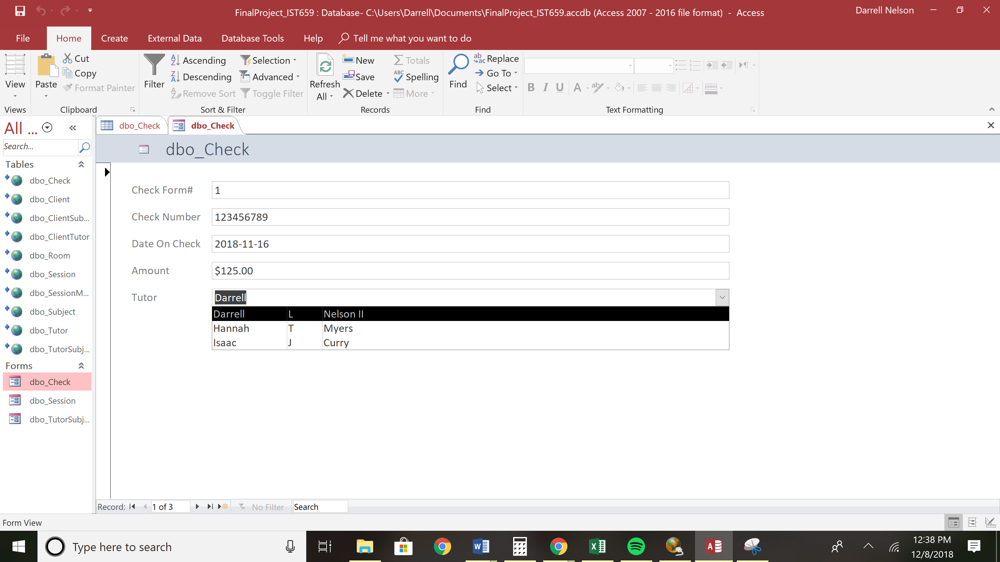 FinalProject_IST659 : Database- C:\Users\Darrell\Documents\FinalProject_IST659.accdb (Access 2007 - 2016 file format) - Access
Darrell Nelson
File Home Create External Data Database Tools Help Tell me what you want to do
View
Views
Paste
Cut
Copy
Format Painter
Clipboard
Filter
Ascending
Descending
Remove Sort
Selection
Advanced
Toggle Filter
Sort & Filter
Refresh
All
New
Save
Delete
Totals
Spelling
More
Records
Find
Replace
Go To
Select
Find
B I U A
Text Formatting
All ...
Search...
Tables
dbo_Check
dbo_Client
dbo_ClientSub...
dbo_ClientTutor
dbo_Room
dbo_Session
dbo_SessionM...
dbo_Subject
dbo_Tutor
dbo_TutorSubj...
Forms
dbo_Check
dbo_Session
dbo_TutorSubj...
dbo_Check dbo_Check
dbo_Check
Check Form# 1
Check Number 123456789
Date On Check 2018-11-16
Amount $125.00
Tutor Darrell
Darrell L Nelson II
Hannah T Myers
Isaac J Curry
Record: 1 of 3 No Filter Search
Form View
Type here to search
12:38 PM
12/8/2018